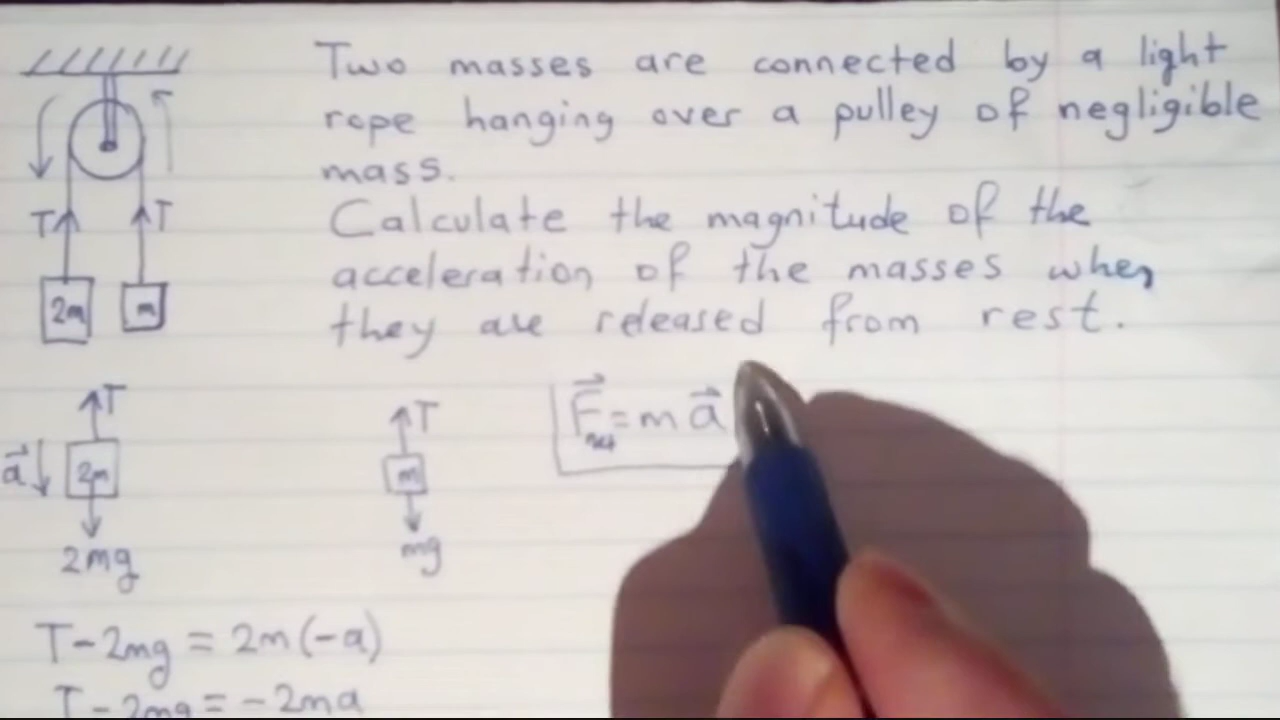 Two masses are connected by a light
rope hanging over a pulley of negligible
mass.
Calculate the magnitude of the
acceleration of the masses when
they are released from rest.
T T
2m m
T
a⃗ 2m
2mg
T
m
mg
F⃗net = m a⃗
T - 2mg = 2m(-a)
T - 2mg = -2ma